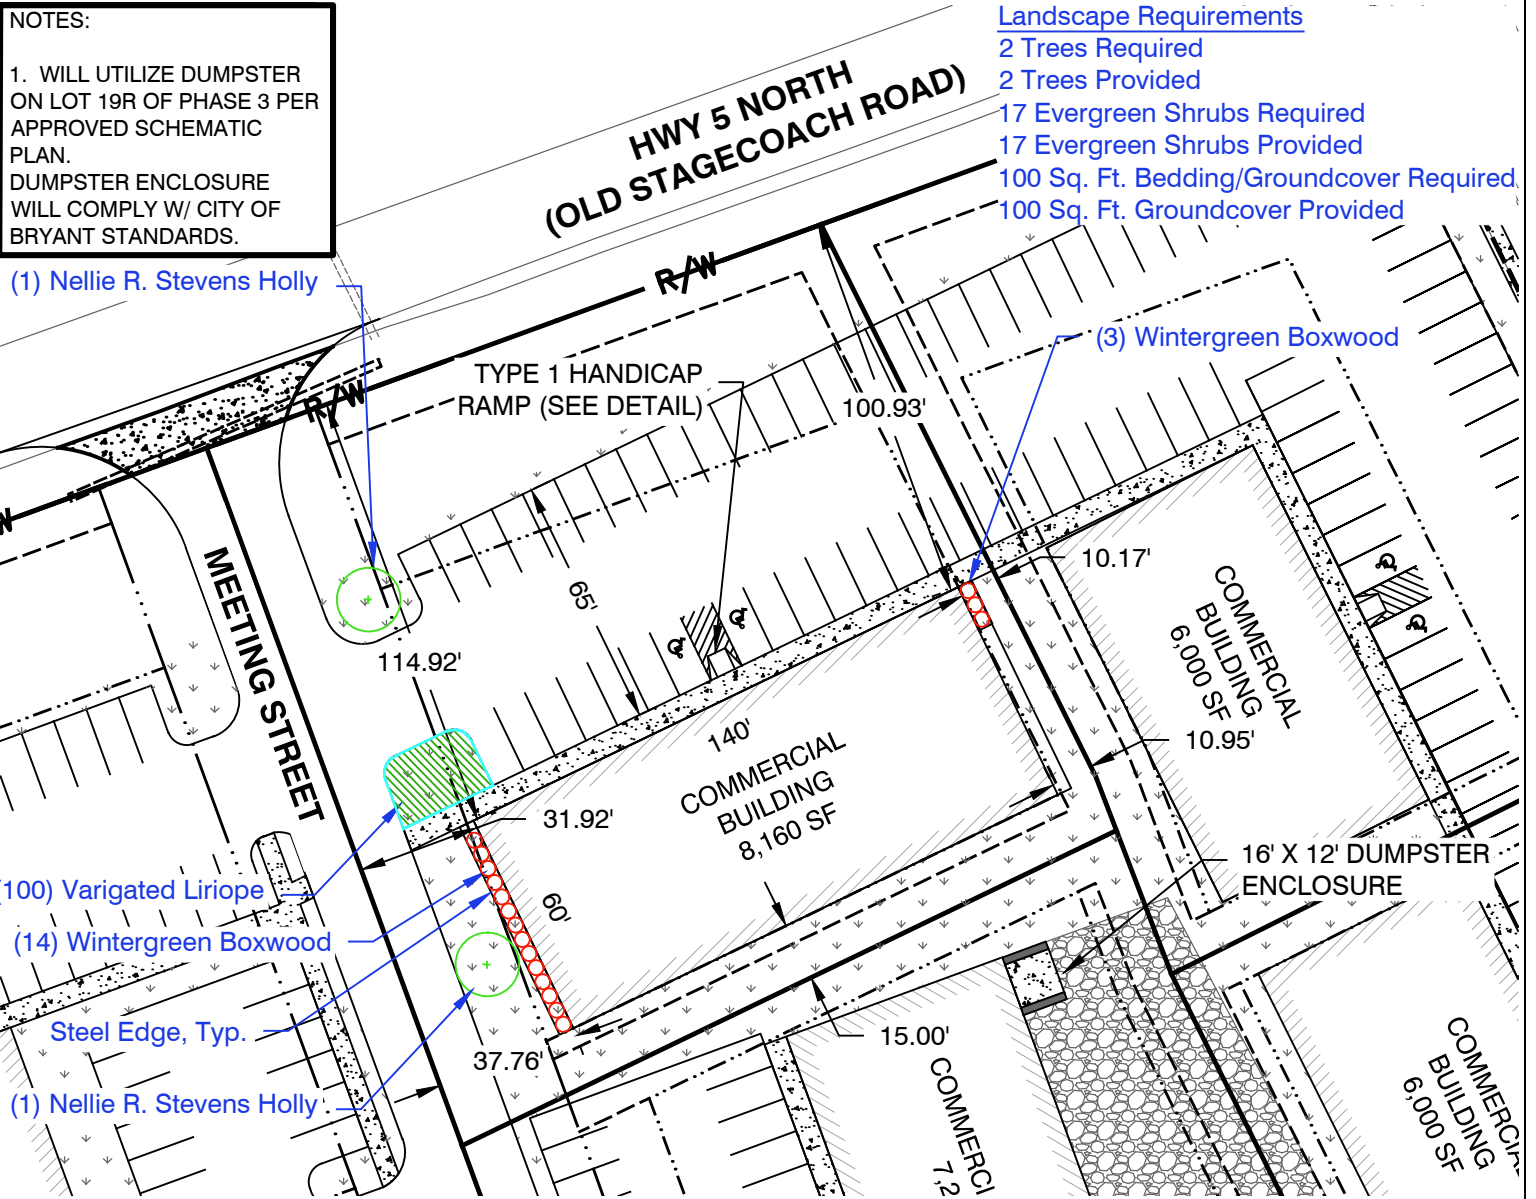 NOTES:
1. WILL UTILIZE DUMPSTER
ON LOT 19R OF PHASE 3 PER
APPROVED SCHEMATIC
PLAN.
DUMPSTER ENCLOSURE
WILL COMPLY W/ CITY OF
BRYANT STANDARDS.
Landscape Requirements
2 Trees Required
2 Trees Provided
17 Evergreen Shrubs Required
17 Evergreen Shrubs Provided
100 Sq. Ft. Bedding/Groundcover Required
100 Sq. Ft. Groundcover Provided
HWY 5 NORTH
(OLD STAGECOACH ROAD)
R/W
R/W
W
(1) Nellie R. Stevens Holly
(3) Wintergreen Boxwood
TYPE 1 HANDICAP
RAMP (SEE DETAIL)
100.93'
10.17'
65'
114.92'
MEETING STREET
140'
COMMERCIAL
BUILDING
8,160 SF
COMMERCIAL
BUILDING
6,000 SF
10.95'
31.92'
16' X 12' DUMPSTER
ENCLOSURE
(100) Varigated Liriope
(14) Wintergreen Boxwood
60'
Steel Edge, Typ.
(1) Nellie R. Stevens Holly
37.76'
15.00'
COMMERCI
7,2
COMMERCIAL
BUILDING
6,000 SF